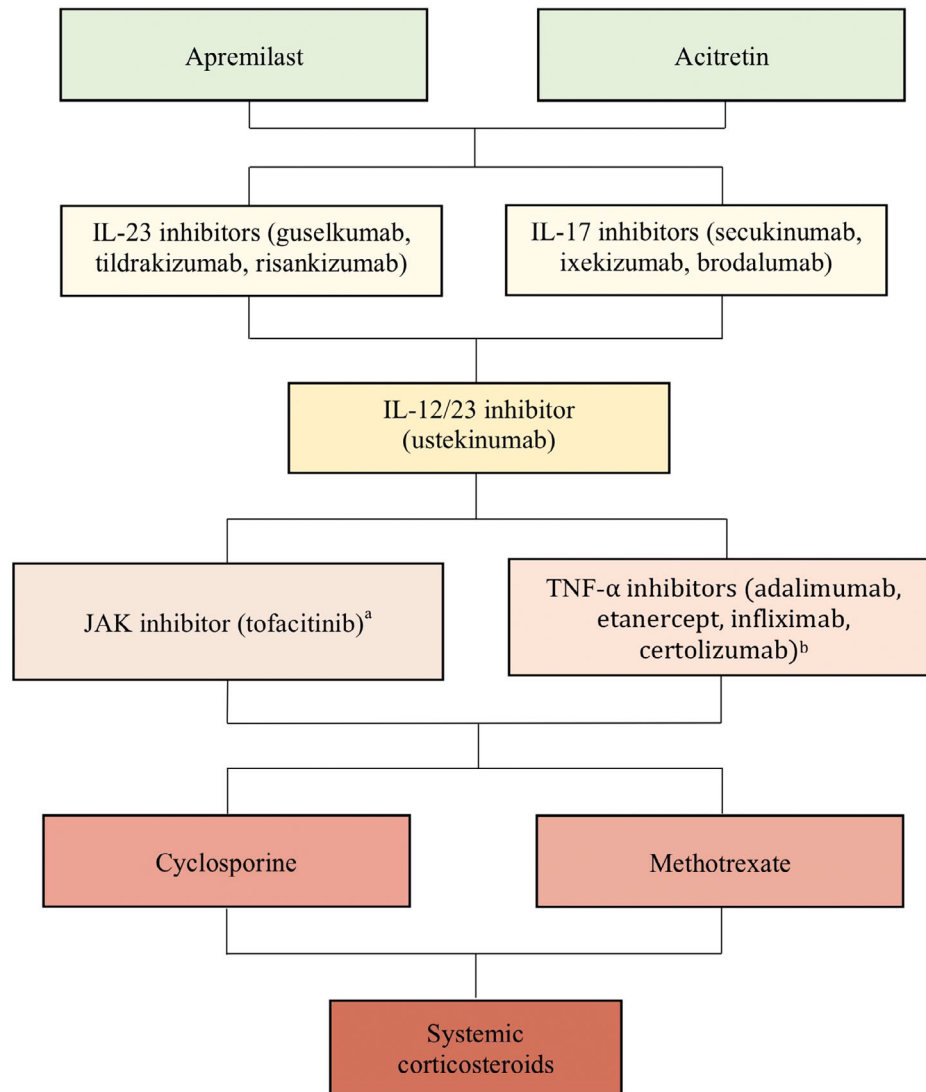 Apremilast
Acitretin
IL-23 inhibitors (guselkumab,
tildrakizumab, risankizumab)
IL-17 inhibitors (secukinumab,
ixekizumab, brodalumab)
IL-12/23 inhibitor
(ustekinumab)
JAK inhibitor (tofacitinib)ᵃ
TNF-α inhibitors (adalimumab,
etanercept, infliximab,
certolizumab)ᵇ
Cyclosporine
Methotrexate
Systemic
corticosteroids